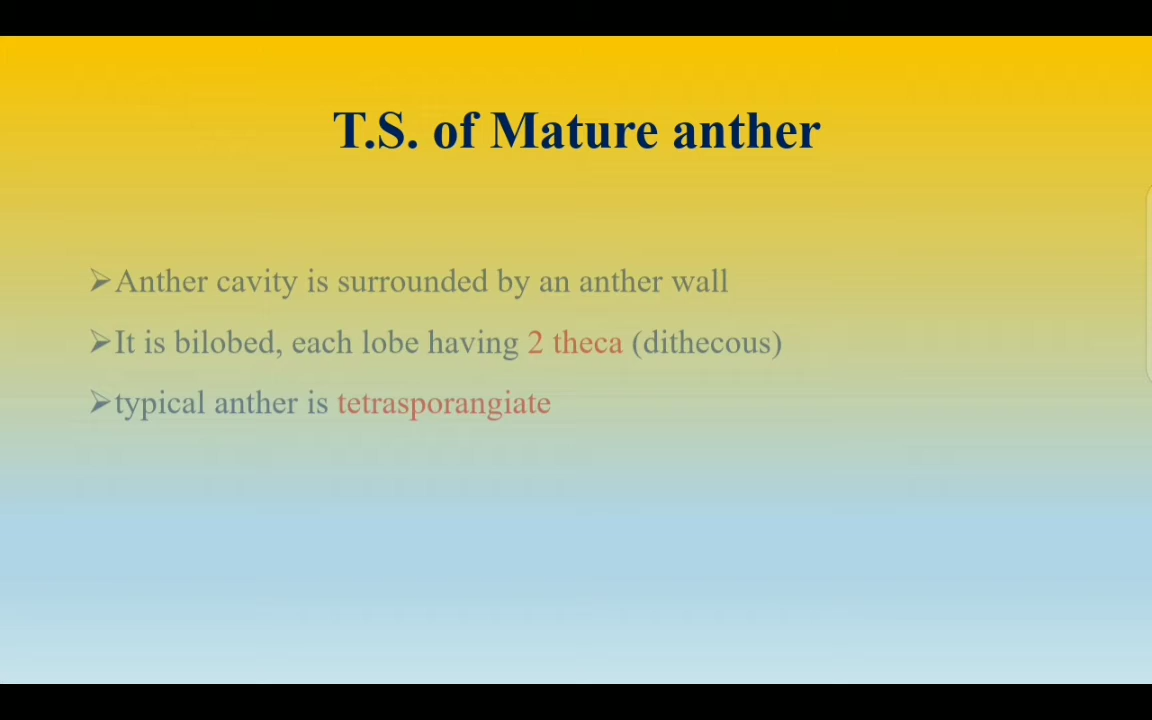 T.S. of Mature anther
➢Anther cavity is surrounded by an anther wall
➢It is bilobed, each lobe having 2 theca (dithecous)
➢typical anther is tetrasporangiate